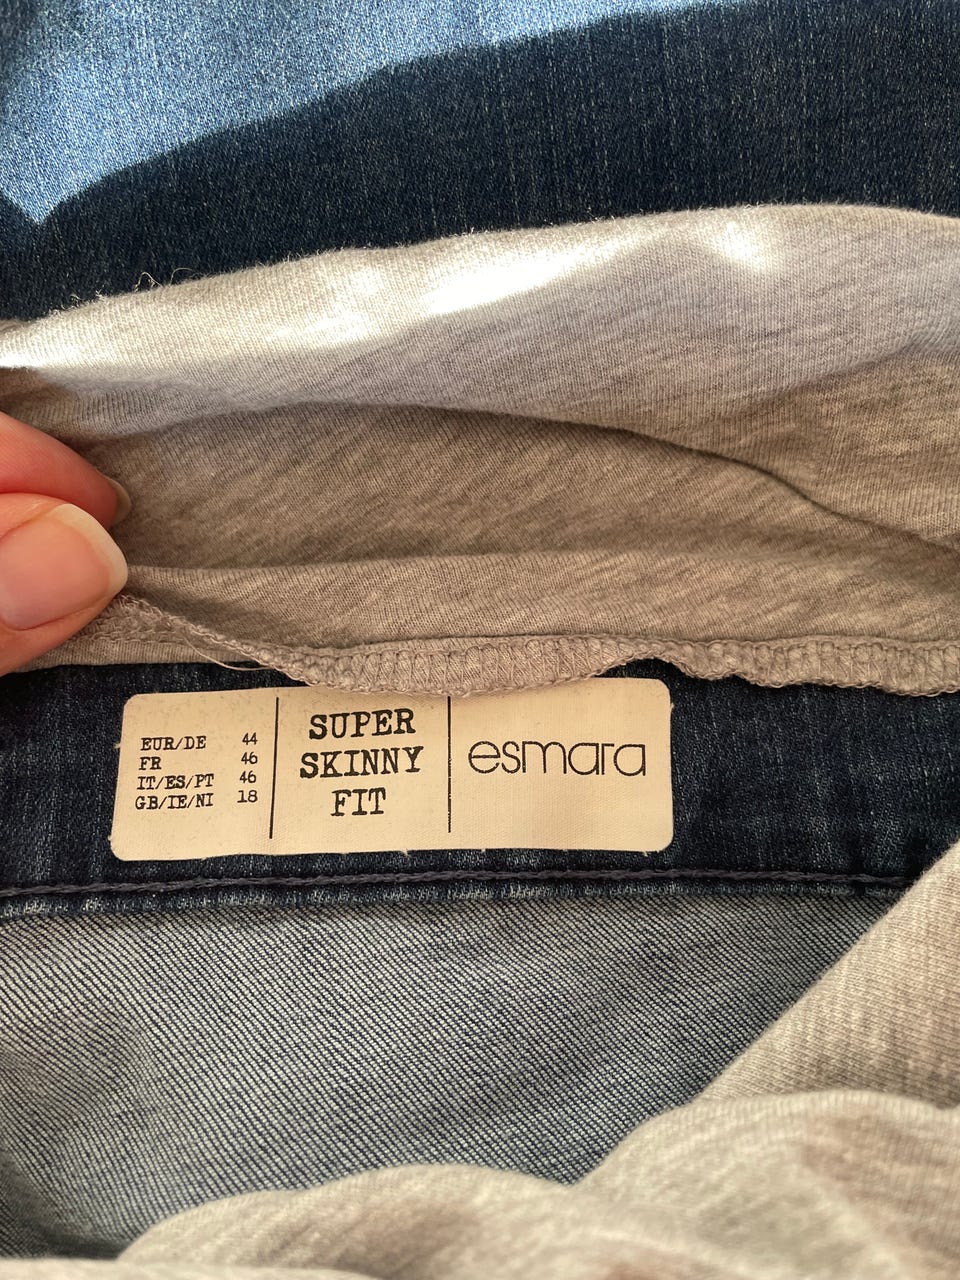 EUR/DE 44
FR 46
IT/ES/PT 46
GB/IE/NI 18
SUPER
SKINNY
FIT
esmara